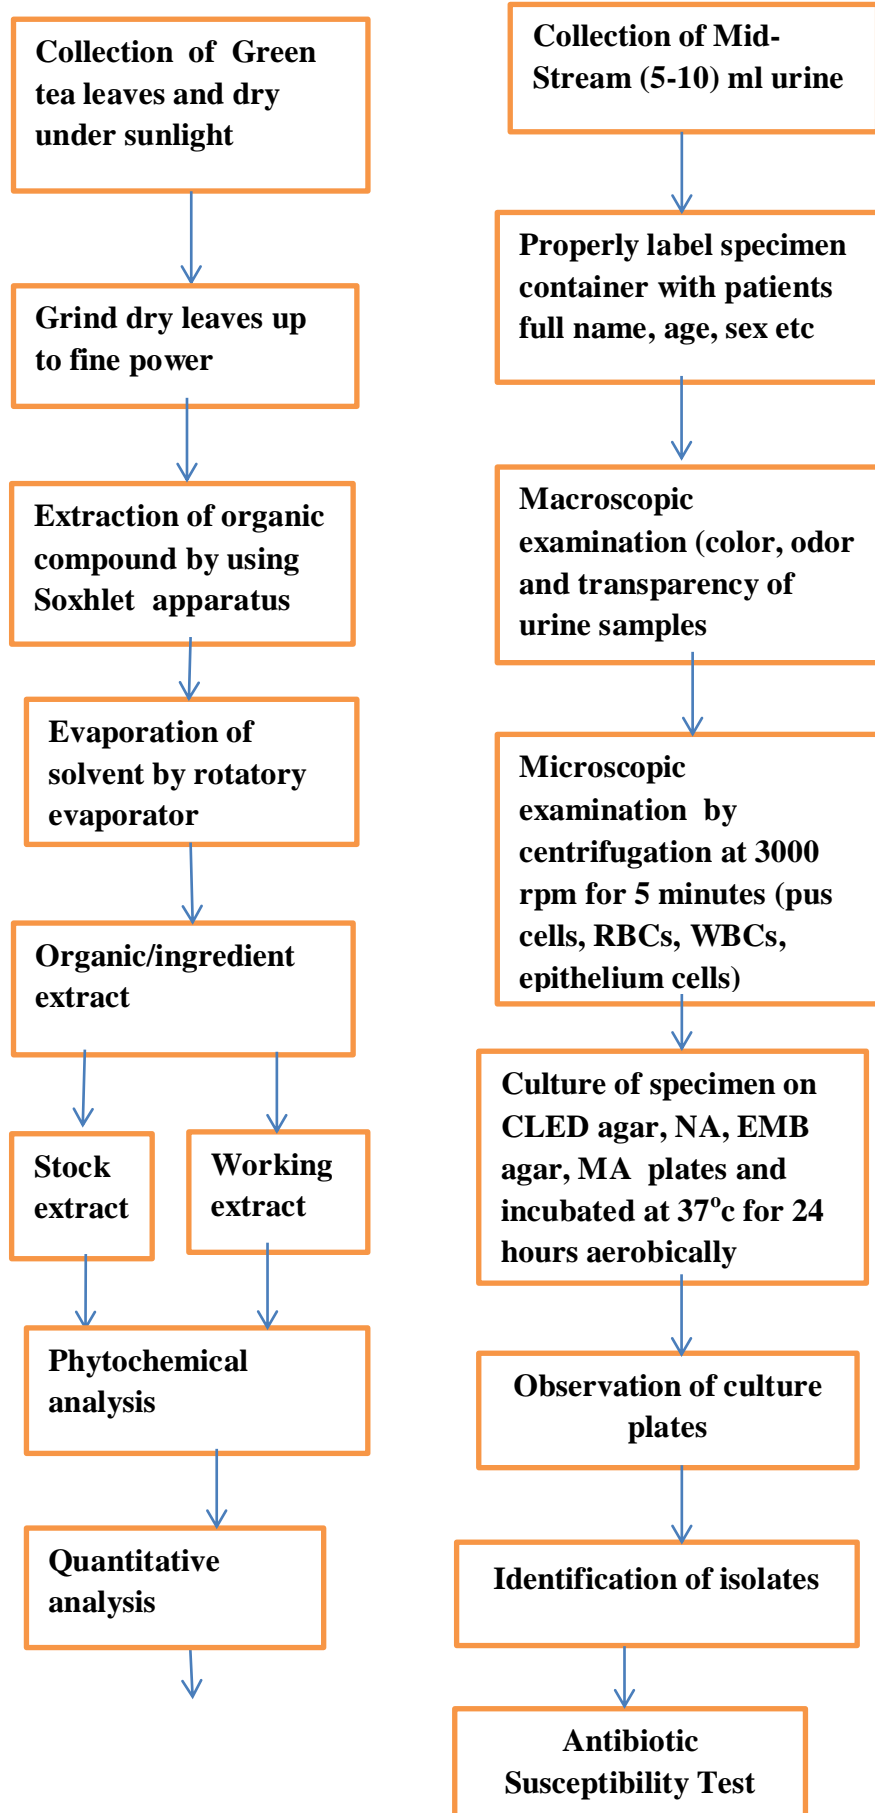 Collection of Green
tea leaves and dry
under sunlight
Grind dry leaves up
to fine power
Extraction of organic
compound by using
Soxhlet apparatus
Evaporation of
solvent by rotatory
evaporator
Organic/ingredient
extract
Stock
extract
Working
extract
Phytochemical
analysis
Quantitative
analysis
Collection of Mid-
Stream (5-10) ml urine
Properly label specimen
container with patients
full name, age, sex etc
Macroscopic
examination (color, odor
and transparency of
urine samples
Microscopic
examination by
centrifugation at 3000
rpm for 5 minutes (pus
cells, RBCs, WBCs,
epithelium cells)
Culture of specimen on
CLED agar, NA, EMB
agar, MA plates and
incubated at 37°c for 24
hours aerobically
Observation of culture
plates
Identification of isolates
Antibiotic
Susceptibility Test